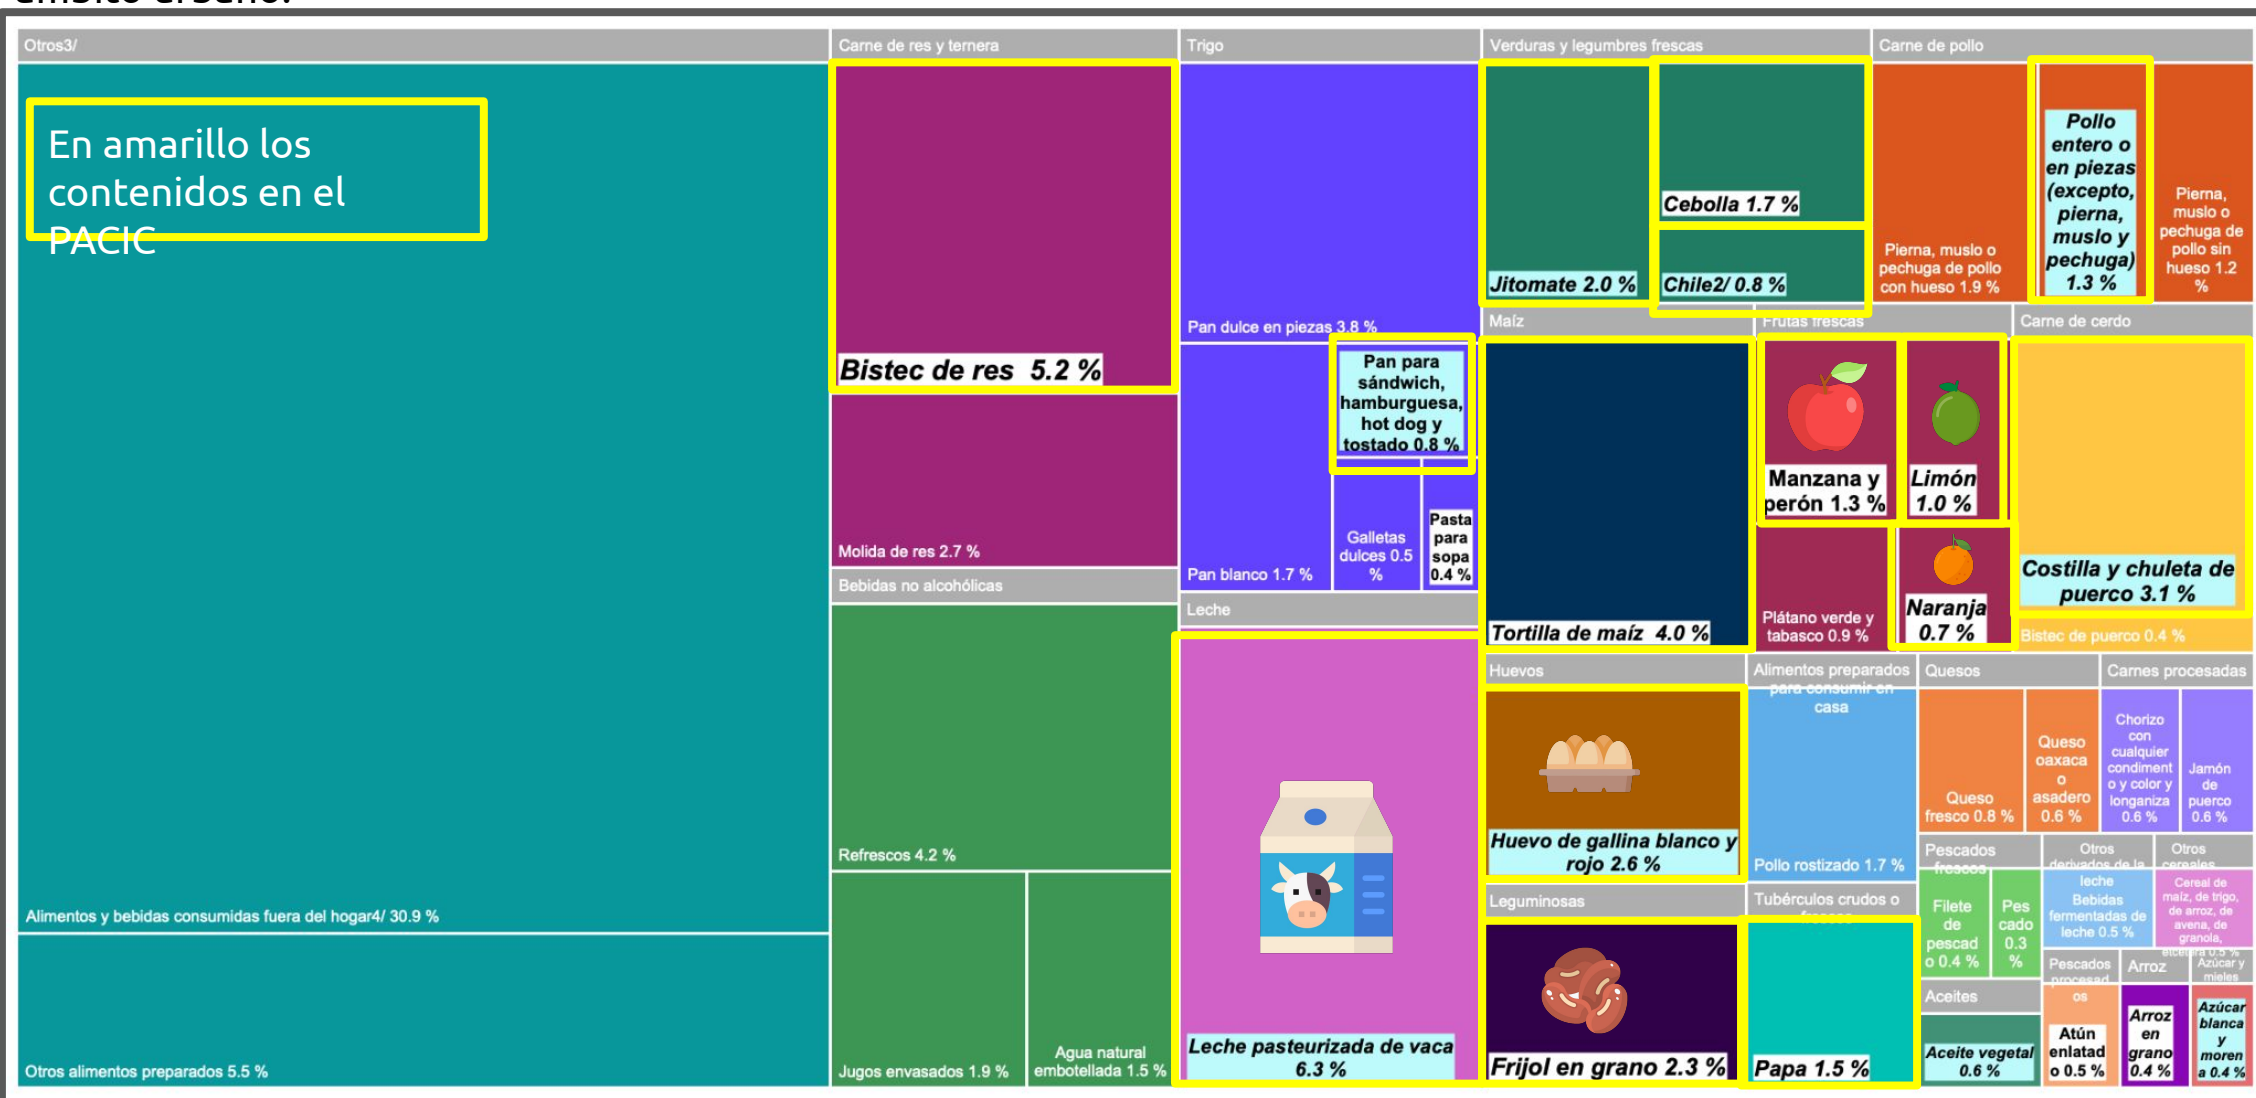 Otros3/
En amarillo los
contenidos en el
PACIC
Alimentos y bebidas consumidas fuera del hogar4/ 30.9 %
Otros alimentos preparados 5.5 %
Carne de res y ternera
Bistec de res 5.2 %
Molida de res 2.7 %
Bebidas no alcohólicas
Refrescos 4.2 %
Jugos envasados 1.9 %
Agua natural
embotellada 1.5 %
Trigo
Pan dulce en piezas 3.8 %
Pan blanco 1.7 %
Pan para
sándwich,
hamburguesa,
hot dog y
tostado 0.8 %
Galletas
dulces 0.5
%
Pasta
para
sopa
0.4 %
Leche
Leche pasteurizada de vaca
6.3 %
Verduras y legumbres frescas
Jitomate 2.0 %
Cebolla 1.7 %
Chile2/ 0.8 %
Carne de pollo
Pierna, muslo o
pechuga de pollo
con hueso 1.9 %
Pollo
entero o
en piezas
(excepto,
pierna,
muslo y
pechuga)
1.3 %
Pierna,
muslo o
pechuga de
pollo sin
hueso 1.2
%
Maíz
Tortilla de maíz 4.0 %
Frutas frescas
Manzana y
perón 1.3 %
Limón
1.0 %
Plátano verde y
tabasco 0.9 %
Naranja
0.7 %
Carne de cerdo
Costilla y chuleta de
puerco 3.1 %
Bistec de puerco 0.4 %
Huevos
Huevo de gallina blanco y
rojo 2.6 %
Leguminosas
Frijol en grano 2.3 %
Alimentos preparados
para consumir en
casa
Pollo rostizado 1.7 %
Tubérculos crudos o
Papa 1.5 %
Quesos
Queso
fresco 0.8 %
Queso
oaxaca
o
asadero
0.6 %
Carnes procesadas
Chorizo
con
cualquier
condiment
o y color y
longaniza
0.6 %
Jamón
de
puerco
0.6 %
Pescados
frescos
Filete
de
pescad
o 0.4 %
Pes
cado
0.3
%
Otros
derivados de la
leche
Bebidas
fermentadas de
leche 0.5 %
Otros
cereales
Cereal de
maíz, de trigo,
de arroz, de
avena, de
granola,
etcétera 0.5 %
Aceites
Aceite vegetal
0.6 %
Pescados
procesad
os
Atún
enlatad
o 0.5 %
Arroz
Arroz
en
grano
0.4 %
Azúcar y
mieles
Azúcar
blanca
y
moren
a 0.4 %